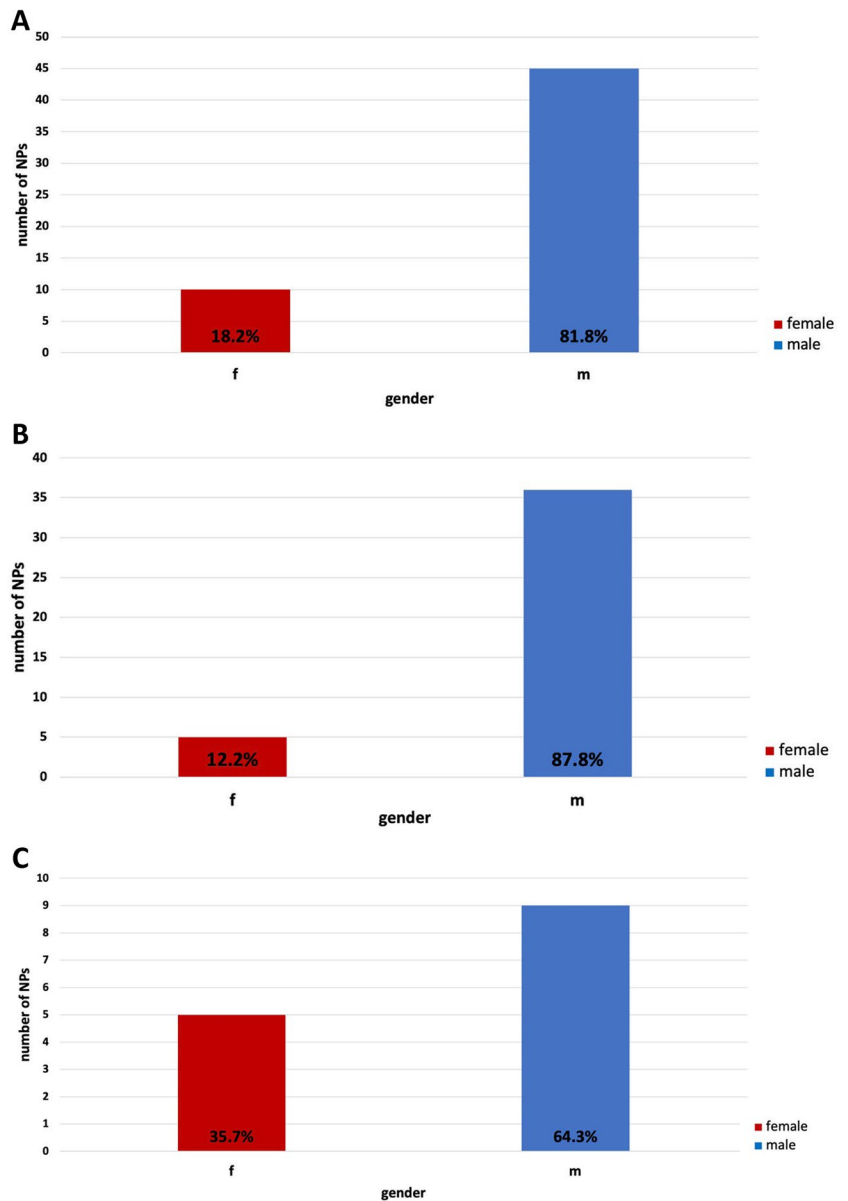 A
50
45
40
35
30
25
20
15
10
5
0
number of NPs
18.2%
81.8%
f
m
gender
female
male
B
40
35
30
25
20
15
10
5
0
number of NPs
12.2%
87.8%
f
m
gender
female
male
C
10
9
8
7
6
5
4
3
2
1
0
number of NPs
35.7%
64.3%
f
m
gender
female
male